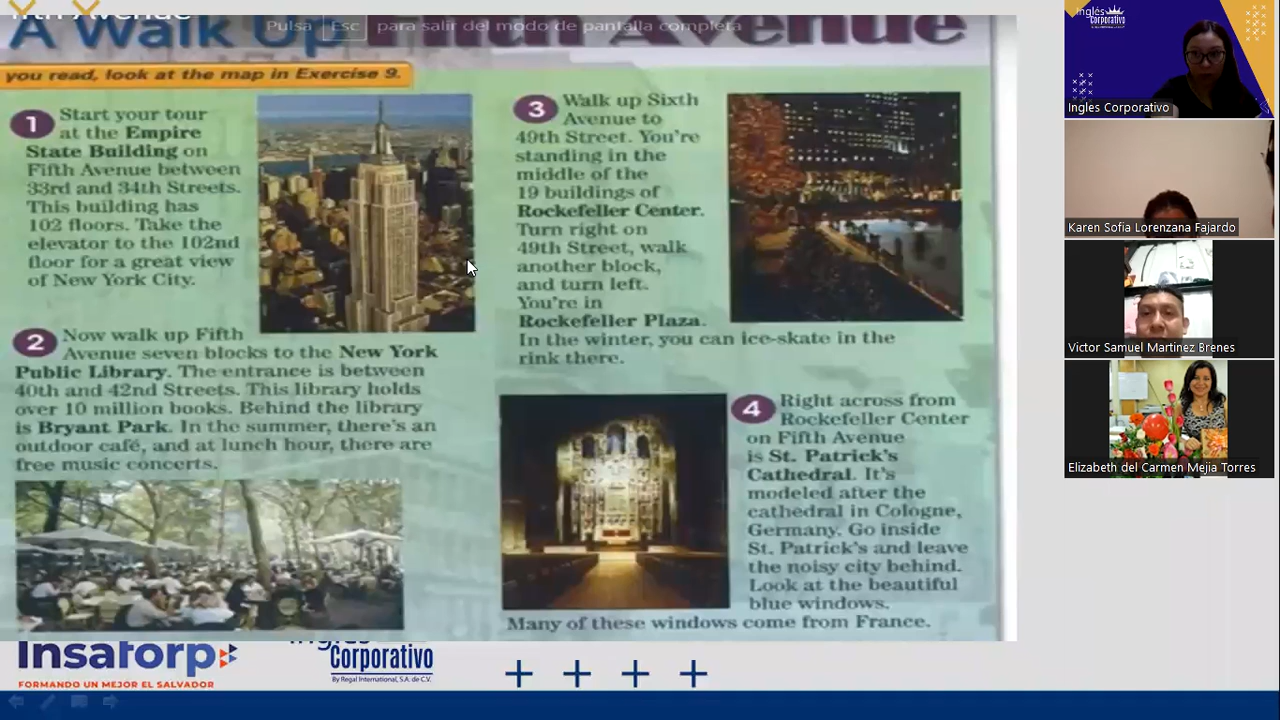 Avenue
A Walk Up Fifth Avenue
Pulsa Esc para salir del modo de pantalla completa
you read, look at the map in Exercise 9.
1 Start your tour
at the Empire
State Building on
Fifth Avenue between
33rd and 34th Streets.
This building has
102 floors. Take the
elevator to the 102nd
floor for a great view
of New York City.
2 Now walk up Fifth
Avenue seven blocks to the New York
Public Library. The entrance is between
40th and 42nd Streets. This library holds
over 10 million books. Behind the library
is Bryant Park. In the summer, there's an
outdoor café, and at lunch hour, there are
free music concerts.
3 Walk up Sixth
Avenue to
49th Street. You're
standing in the
middle of the
19 buildings of
Rockefeller Center.
Turn right on
49th Street, walk
another block,
and turn left.
You're in
Rockefeller Plaza.
In the winter, you can ice-skate in the
rink there.
4 Right across from
Rockefeller Center
on Fifth Avenue
is St. Patrick's
Cathedral. It's
modeled after the
cathedral in Cologne,
Germany. Go inside
St. Patrick's and leave
the noisy city behind.
Look at the beautiful
blue windows.
Many of these windows come from France.
Insaforp
FORMANDO UN MEJOR EL SALVADOR
Inglés
Corporativo
By Regal International, S.A. de C.V.
Inglés
Corporativo
Ingles Corporativo
Karen Sofia Lorenzana Fajardo
Victor Samuel Martinez Brenes
Elizabeth del Carmen Mejia Torres